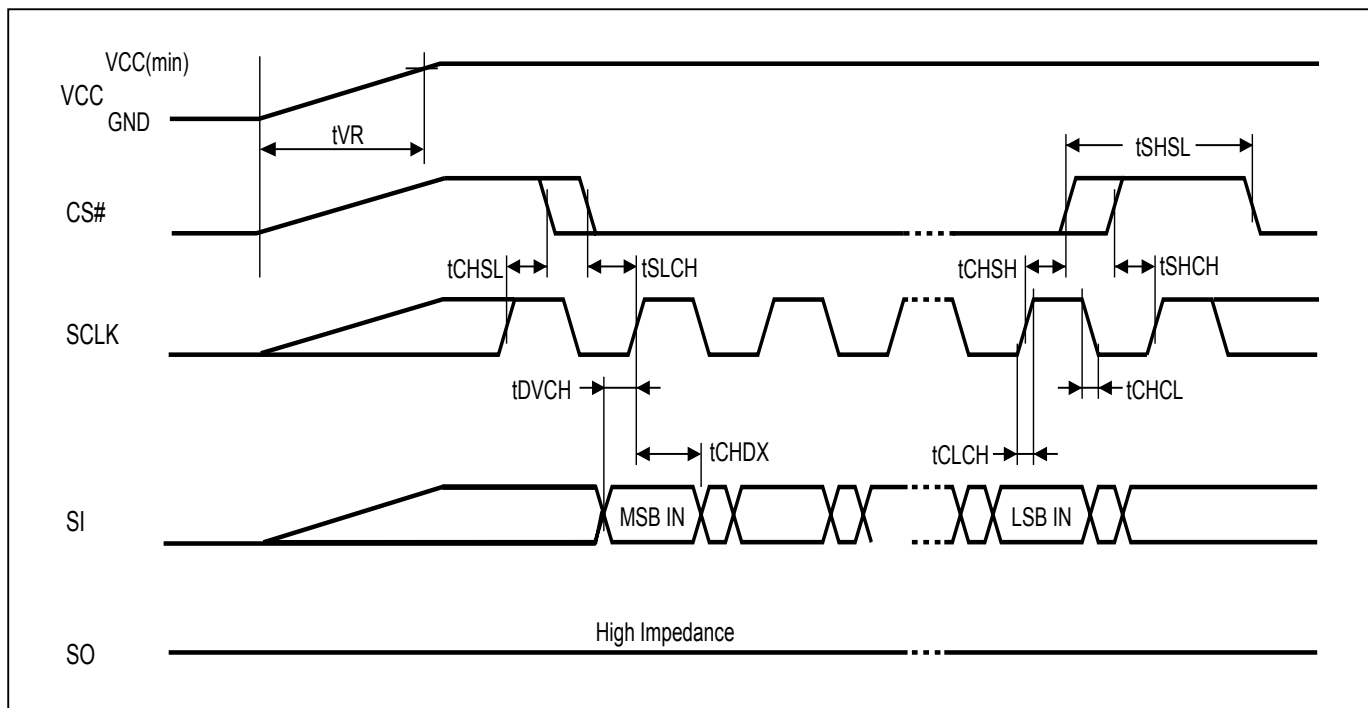 VCC(min)
VCC
GND
tVR
tSHSL
CS#
tCHSL
tSLCH
tCHSH
tSHCH
SCLK
tDVCH
tCHCL
tCHDX
tCLCH
SI
MSB IN
LSB IN
High Impedance
SO